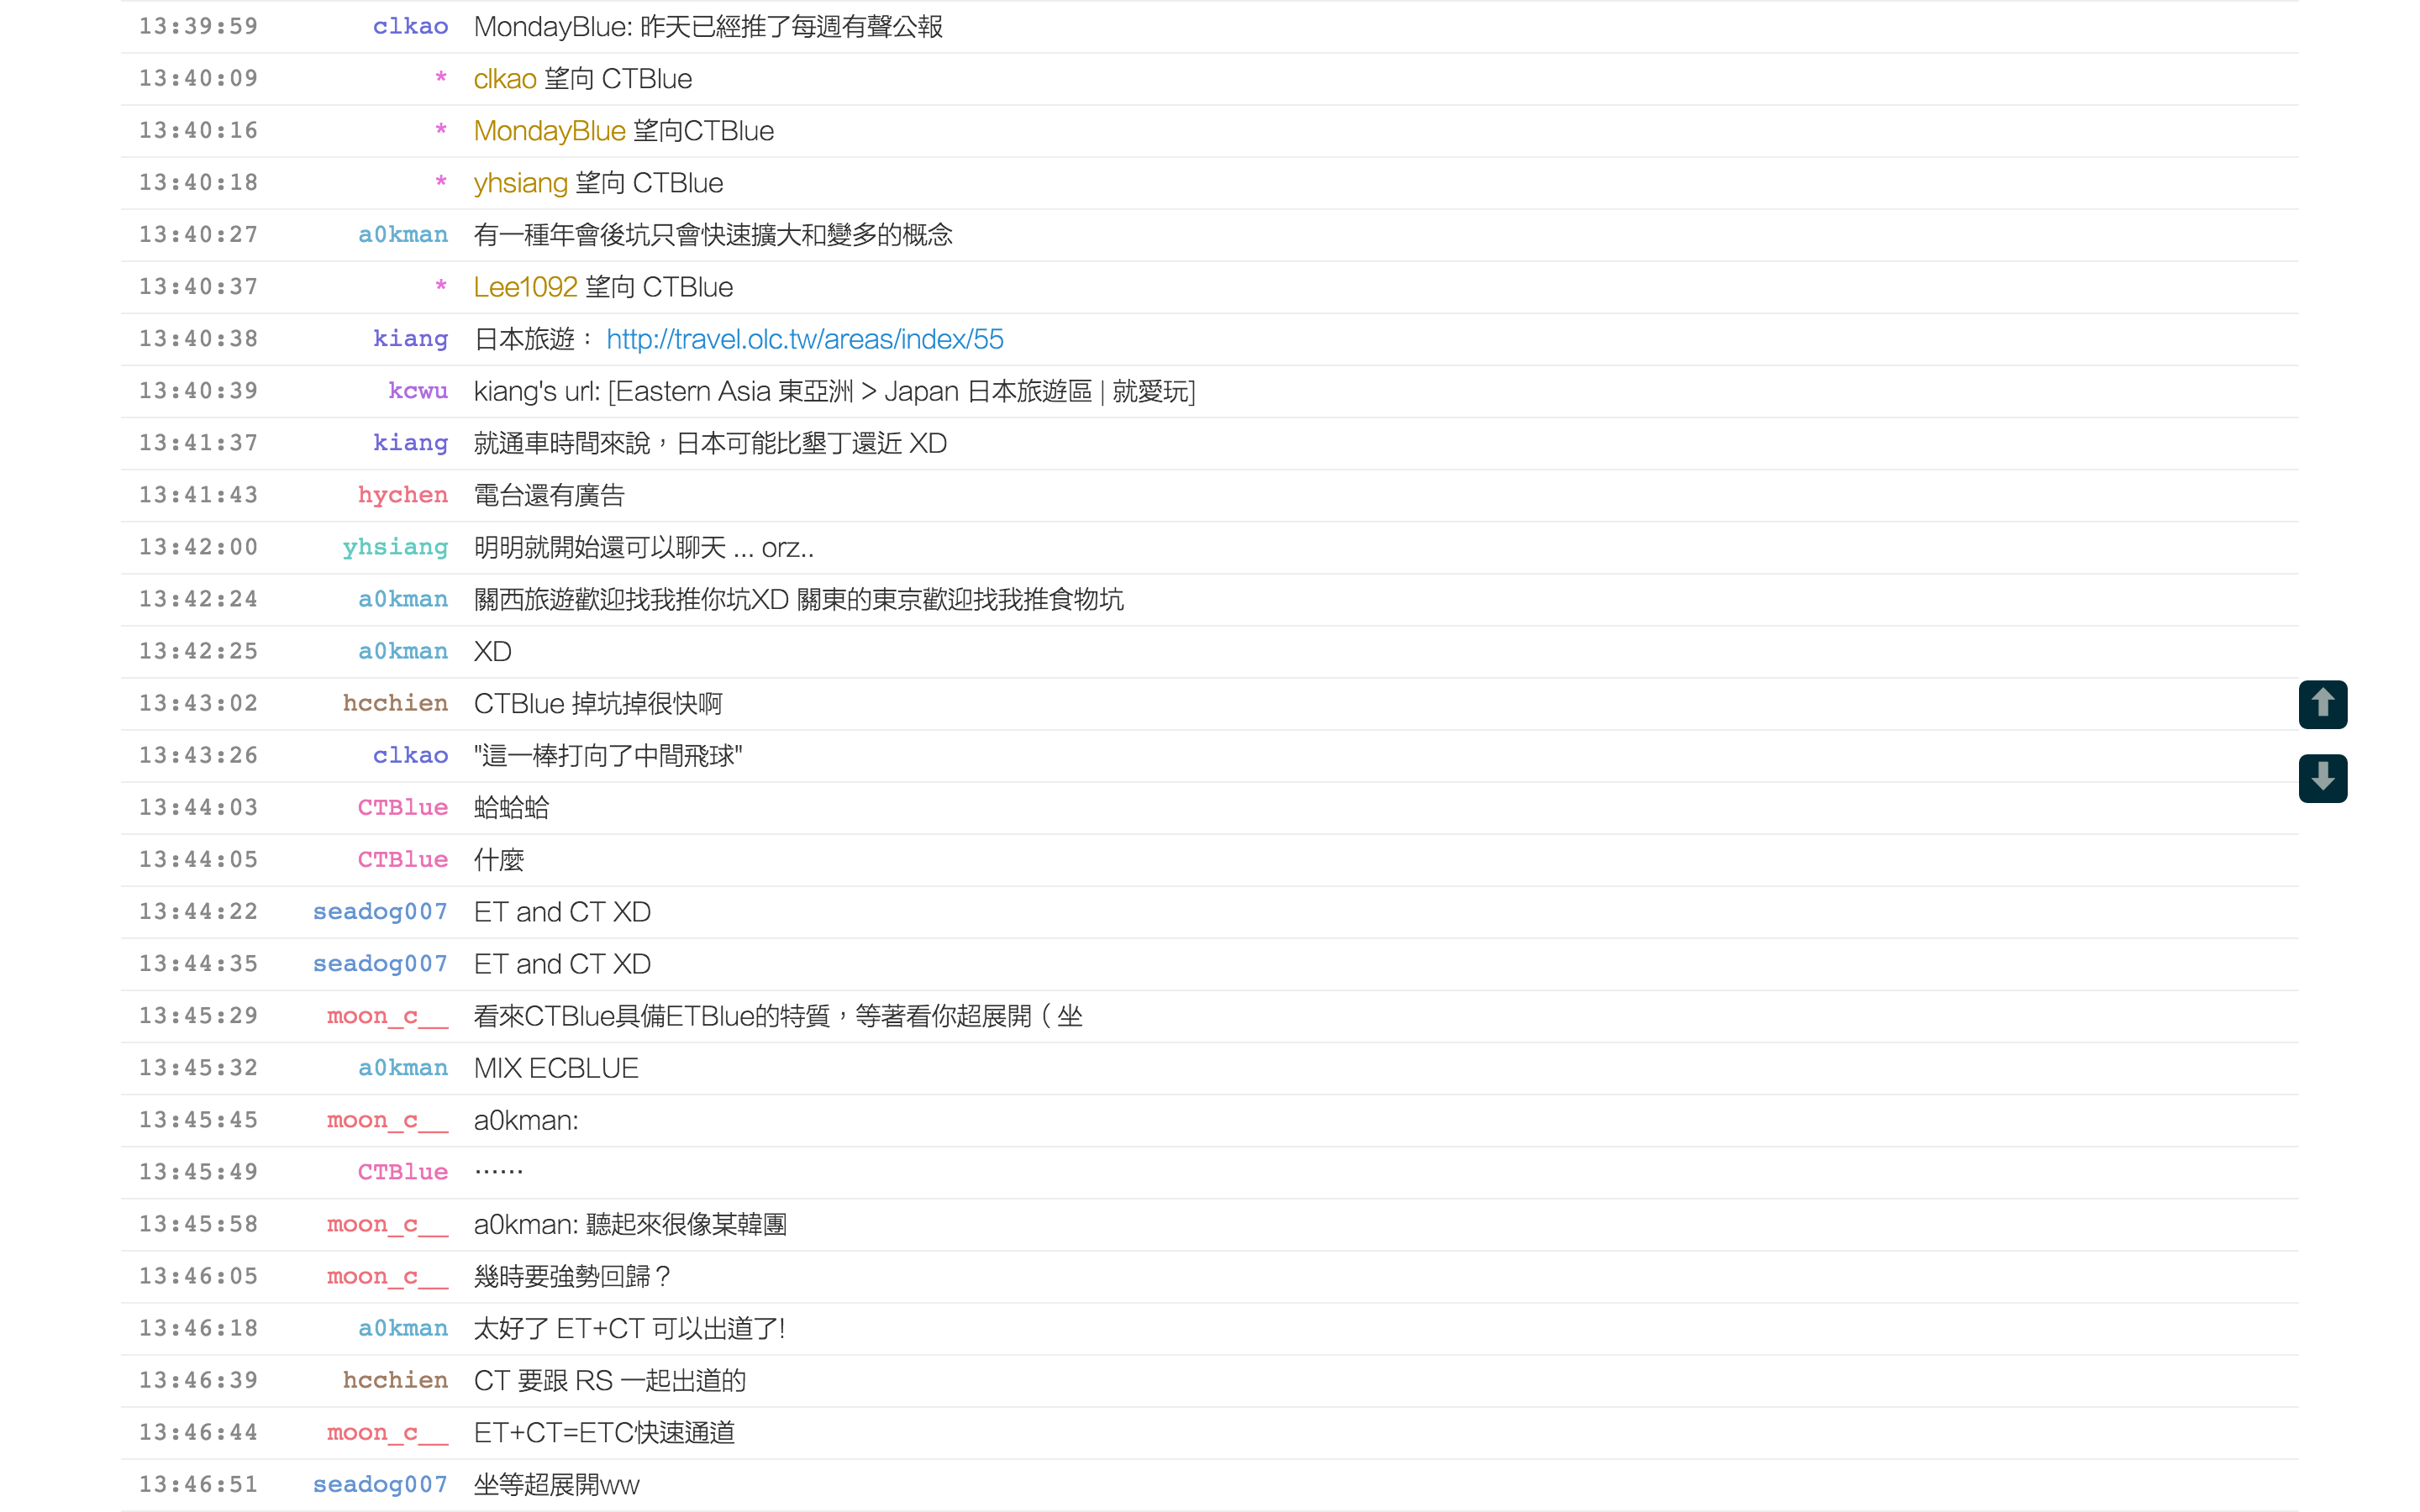 13:39:59 clkao MondayBlue: 昨天已經推了每週有聲公報
13:40:09 * clkao 望向 CTBlue
13:40:16 * MondayBlue 望向CTBlue
13:40:18 * yhsiang 望向 CTBlue
13:40:27 a0kman 有一種年會後坑只會快速擴大和變多的概念
13:40:37 * Lee1092 望向 CTBlue
13:40:38 kiang 日本旅遊： http://travel.olc.tw/areas/index/55
13:40:39 kcwu kiang's url: [Eastern Asia 東亞洲 > Japan 日本旅遊區 | 就愛玩]
13:41:37 kiang 就通車時間來說，日本可能比墾丁還近 XD
13:41:43 hychen 電台還有廣告
13:42:00 yhsiang 明明就開始還可以聊天 ... orz..
13:42:24 a0kman 關西旅遊歡迎找我推你坑XD 關東的東京歡迎找我推食物坑
13:42:25 a0kman XD
13:43:02 hcchien CTBlue 掉坑掉很快啊
13:43:26 clkao "這一棒打向了中間飛球"
13:44:03 CTBlue 蛤蛤蛤
13:44:05 CTBlue 什麼
13:44:22 seadog007 ET and CT XD
13:44:35 seadog007 ET and CT XD
13:45:29 moon_c__ 看來CTBlue具備ETBlue的特質，等著看你超展開（坐
13:45:32 a0kman MIX ECBLUE
13:45:45 moon_c__ a0kman:
13:45:49 CTBlue ⋯⋯
13:45:58 moon_c__ a0kman: 聽起來很像某韓團
13:46:05 moon_c__ 幾時要強勢回歸？
13:46:18 a0kman 太好了 ET+CT 可以出道了!
13:46:39 hcchien CT 要跟 RS 一起出道的
13:46:44 moon_c__ ET+CT=ETC快速通道
13:46:51 seadog007 坐等超展開ww